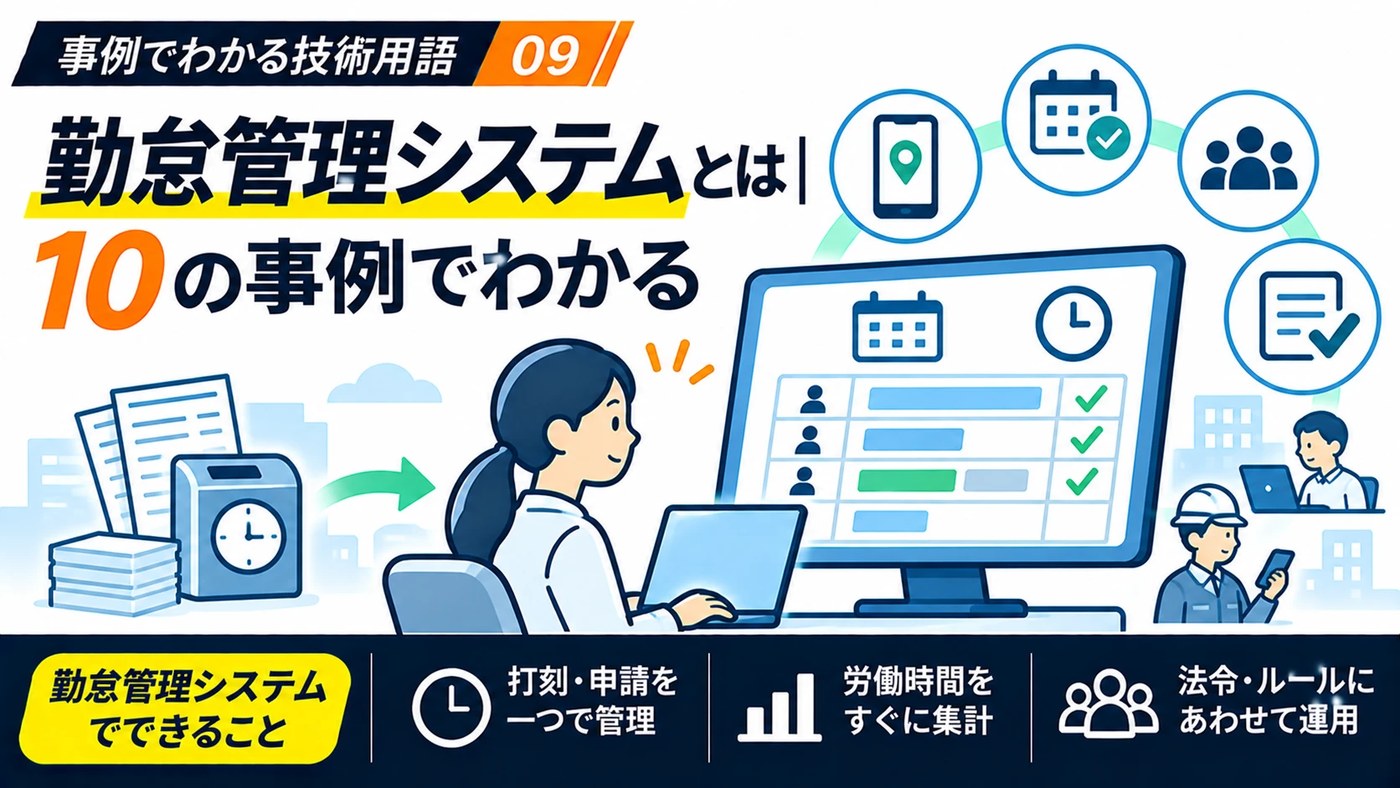 事例でわかる技術用語 09
勤怠管理システムとは|
10の事例でわかる
勤怠管理システム
でできること
打刻・申請を
一つで管理
労働時間を
すぐに集計
法令・ルールに
あわせて運用